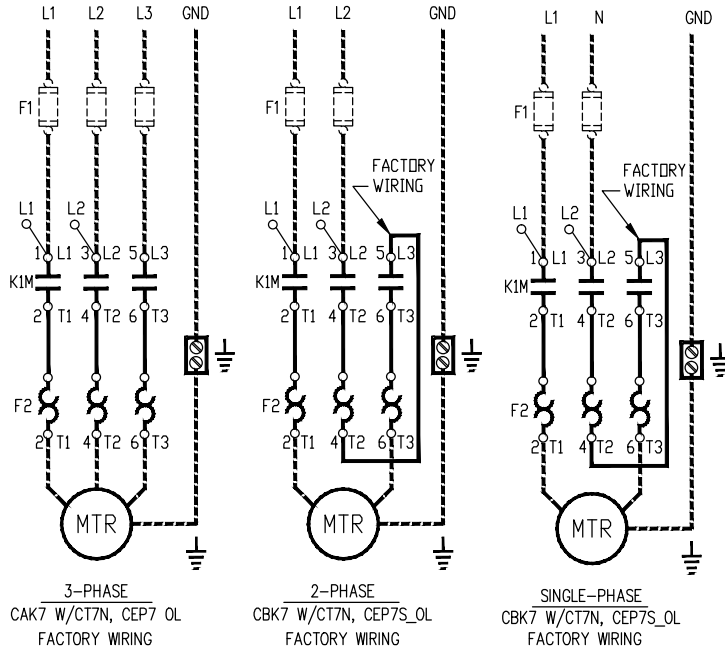 L1 L2 L3 GND
F1
L1 L2
1 L1 3 L2 5 L3
K1M
2 T1 4 T2 6 T3
F2
2 T1 4 T2 6 T3
MTR
3-PHASE
CAK7 W/CT7N, CEP7 OL
FACTORY WIRING
L1 L2 GND
F1
FACTORY
WIRING
L1 L2
1 L1 3 L2 5 L3
K1M
2 T1 4 T2 6 T3
F2
2 T1 4 T2 6 T3
MTR
2-PHASE
CBK7 W/CT7N, CEP7S_OL
FACTORY WIRING
L1 N GND
F1
FACTORY
WIRING
L1 L2
1 L1 3 L2 5 L3
K1M
2 T1 4 T2 6 T3
F2
2 T1 4 T2 6 T3
MTR
SINGLE-PHASE
CBK7 W/CT7N, CEP7S_OL
FACTORY WIRING